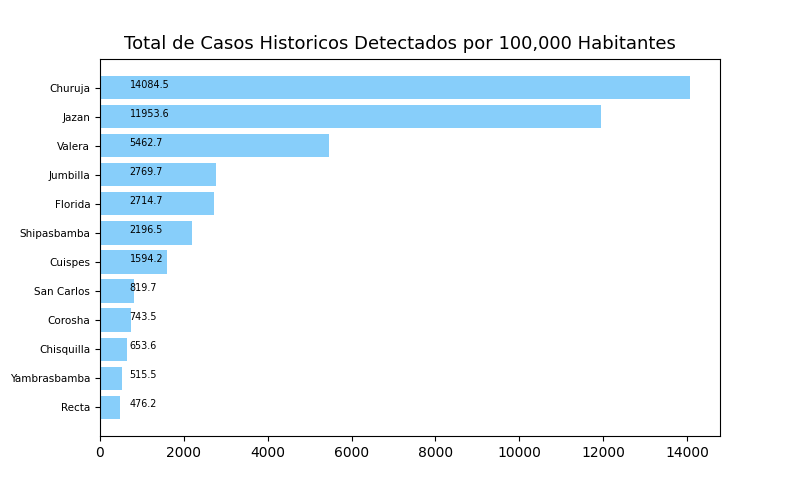 Total de Casos Historicos Detectados por 100,000 Habitantes
Churuja 14084.5
Jazan 11953.6
Valera 5462.7
Jumbilla 2769.7
Florida 2714.7
Shipasbamba 2196.5
Cuispes 1594.2
San Carlos 819.7
Corosha 743.5
Chisquilla 653.6
Yambrasbamba 515.5
Recta 476.2
0 2000 4000 6000 8000 10000 12000 14000